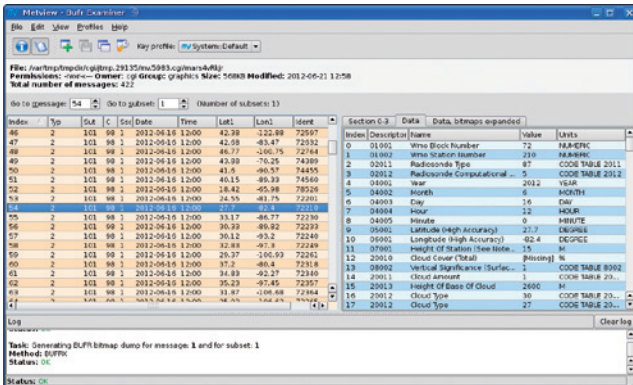 Metview - Bufr Examiner
File Edit View Profiles Help
Key profile: System::Default
File: /var/tmp/tmpdir/cgi/jtmp.29135/mv.5983.cgi/mars4vRkjr
Permissions: Owner: cgi Group: graphics Size: 568KB Modified: 2012-06-21 12:58
Total number of messages: 422
Go to message: 54 Go to subset: 1 (Number of subsets: 1)
Section 0-3 Data Data, bitmaps expanded
Index Typ Sut C Ss Date Time Lat1 Lon1 Ident
46 2 101 98 1 2012-06-16 12:00 42.38 -122.88 72597
47 2 101 98 1 2012-06-16 12:00 42.68 -83.47 72632
48 2 101 98 1 2012-06-16 12:00 46.77 -100.75 72764
49 2 101 98 1 2012-06-16 12:00 43.88 -70.25 74389
50 2 101 98 1 2012-06-16 12:00 41.6 -90.57 74455
51 2 101 98 1 2012-06-16 12:00 40.15 -89.33 74560
52 2 101 98 1 2012-06-16 12:00 18.42 -65.98 78526
53 2 101 98 1 2012-06-16 12:00 24.55 -81.75 72201
54 2 101 98 1 2012-06-16 12:00 27.7 -82.4 72210
55 2 101 98 1 2012-06-16 12:00 33.17 -86.77 72230
56 2 101 98 1 2012-06-16 12:00 30.33 -89.82 72233
57 2 101 98 1 2012-06-16 12:00 30.12 -93.2 72240
58 2 101 98 1 2012-06-16 12:00 32.83 -97.3 72249
59 2 101 98 1 2012-06-16 12:00 29.37 -100.93 72261
60 2 101 98 1 2012-06-16 12:00 37.2 -80.4 72318
61 2 101 98 1 2012-06-16 12:00 34.83 -92.27 72340
62 2 101 98 1 2012-06-16 12:00 35.23 -97.45 72357
63 2 101 98 1 2012-06-16 12:00 31.87 -106.68 72364
Index Descriptor Name Value Units
0 01001 Wmo Block Number 72 NUMERIC
1 01002 Wmo Station Number 210 NUMERIC
2 02011 Radiosonde Type 87 CODE TABLE 2011
3 02012 Radiosonde Computational ... 5 CODE TABLE 2012
4 04001 Year 2012 YEAR
5 04002 Month 6 MONTH
6 04003 Day 16 DAY
7 04004 Hour 12 HOUR
8 04005 Minute 0 MINUTE
9 05001 Latitude (High Accuracy) 27.7 DEGREE
10 06001 Longitude (High Accuracy) -82.4 DEGREE
11 07001 Height Of Station (See Note... 15 M
12 20010 Cloud Cover (Total) [Missing] %
13 08002 Vertical Significance (Surfac... 1 CODE TABLE 8002
14 20011 Cloud Amount 1 CODE TABLE 20...
15 20013 Height Of Base Of Cloud 2600 M
16 20012 Cloud Type 30 CODE TABLE 20...
17 20012 Cloud Type 27 CODE TABLE 20...
Log Clear log
Task: Generating BUFR bitmap dump for message: 1 and for subset: 1
Method: BUFRX
Status: OK
Status: OK